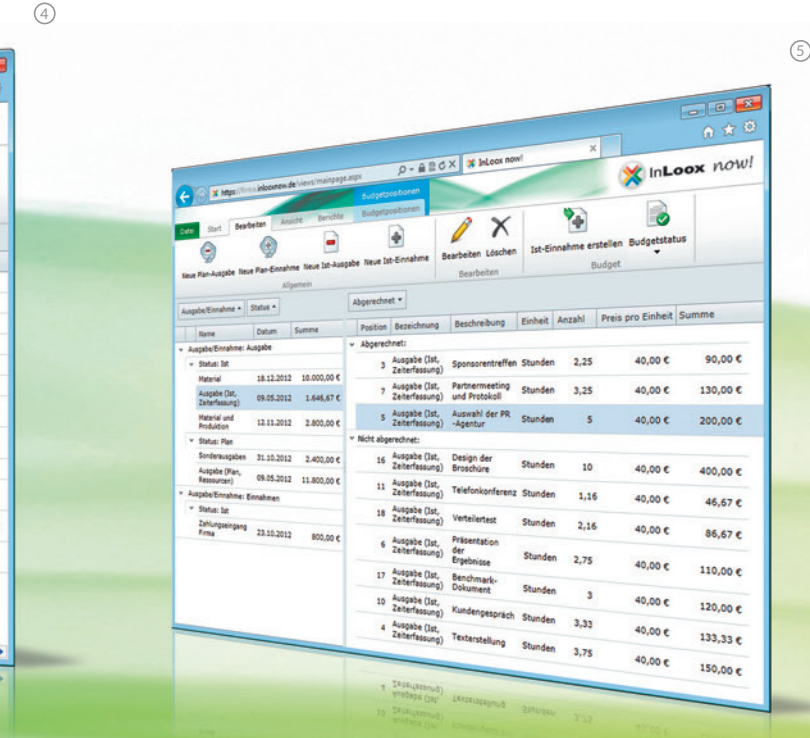 ④
⑤
https://firma.inlooxnow.de/views/mainpage.aspx
InLoox now!
InLoox now!
Budgetpositionen
Datei Start Bearbeiten Ansicht Berichte Budgetpositionen
Neue Plan-Ausgabe Neue Plan-Einnahme Neue Ist-Ausgabe Neue Ist-Einnahme
Allgemein
Bearbeiten Löschen
Bearbeiten
Ist-Einnahme erstellen Budgetstatus
Budget
Ausgabe/Einnahme Status
Name Datum Summe
Ausgabe/Einnahme: Ausgabe
Status: Ist
Material 18.12.2012 10.000,00 €
Ausgabe (Ist, Zeiterfassung) 09.05.2012 1.646,67 €
Material und Produktion 12.11.2012 2.800,00 €
Status: Plan
Sonderausgaben 31.10.2012 2.400,00 €
Ausgabe (Plan, Ressourcen) 09.05.2012 11.800,00 €
Ausgabe/Einnahme: Einnahmen
Status: Ist
Zahlungseingang Firma 23.10.2012 800,00 €
Abgerechnet
Position Bezeichnung Beschreibung Einheit Anzahl Preis pro Einheit Summe
Abgerechnet:
3 Ausgabe (Ist, Zeiterfassung) Sponsorentreffen Stunden 2,25 40,00 € 90,00 €
7 Ausgabe (Ist, Zeiterfassung) Partnermeeting und Protokoll Stunden 3,25 40,00 € 130,00 €
5 Ausgabe (Ist, Zeiterfassung) Auswahl der PR -Agentur Stunden 5 40,00 € 200,00 €
Nicht abgerechnet:
16 Ausgabe (Ist, Zeiterfassung) Design der Broschüre Stunden 10 40,00 € 400,00 €
11 Ausgabe (Ist, Zeiterfassung) Telefonkonferenz Stunden 1,16 40,00 € 46,67 €
18 Ausgabe (Ist, Zeiterfassung) Verteilertest Stunden 2,16 40,00 € 86,67 €
6 Ausgabe (Ist, Zeiterfassung) Präsentation der Ergebnisse Stunden 2,75 40,00 € 110,00 €
17 Ausgabe (Ist, Zeiterfassung) Benchmark-Dokument Stunden 3 40,00 € 120,00 €
10 Ausgabe (Ist, Zeiterfassung) Kundengespräch Stunden 3,33 40,00 € 133,33 €
4 Ausgabe (Ist, Zeiterfassung) Texterstellung Stunden 3,75 40,00 € 150,00 €